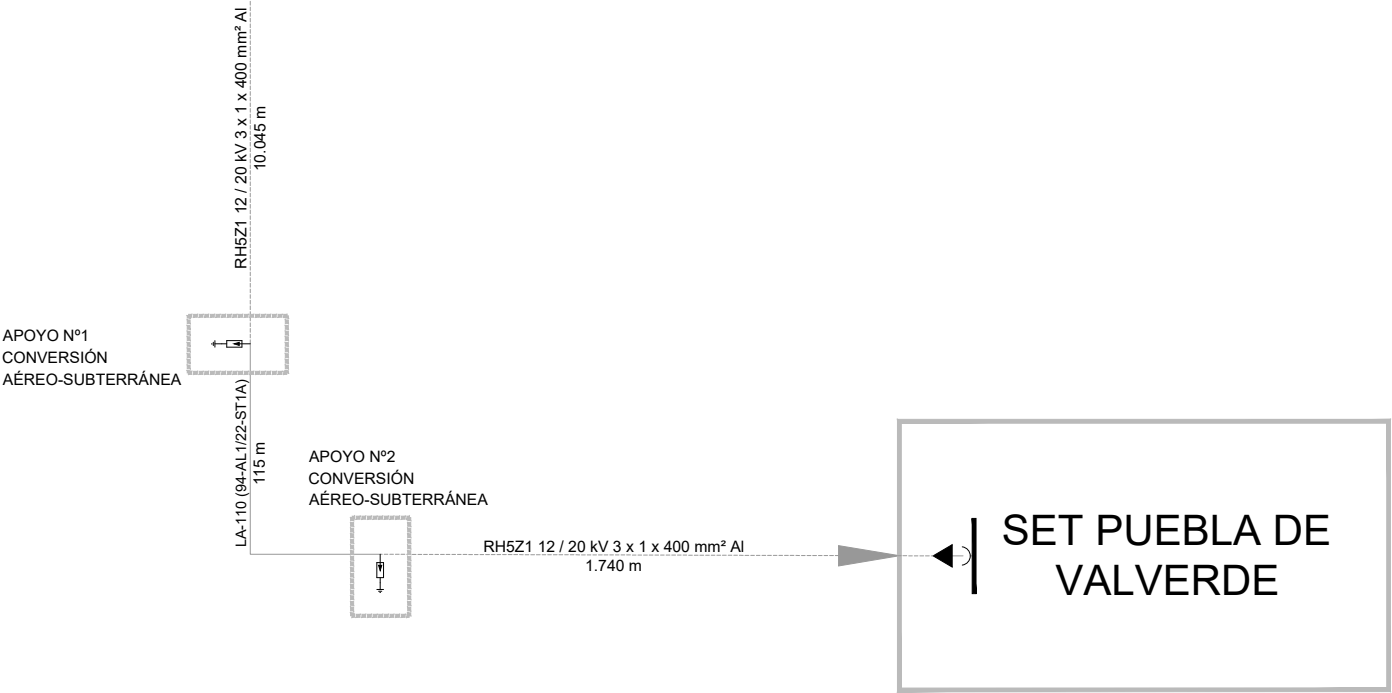 RH5Z1 12 / 20 kV 3 x 1 x 400 mm² Al
10.045 m
APOYO Nº1
CONVERSIÓN
AÉREO-SUBTERRÁNEA
LA-110 (94-AL1/22-ST1A)
115 m
APOYO Nº2
CONVERSIÓN
AÉREO-SUBTERRÁNEA
RH5Z1 12 / 20 kV 3 x 1 x 400 mm² Al
1.740 m
SET PUEBLA DE
VALVERDE